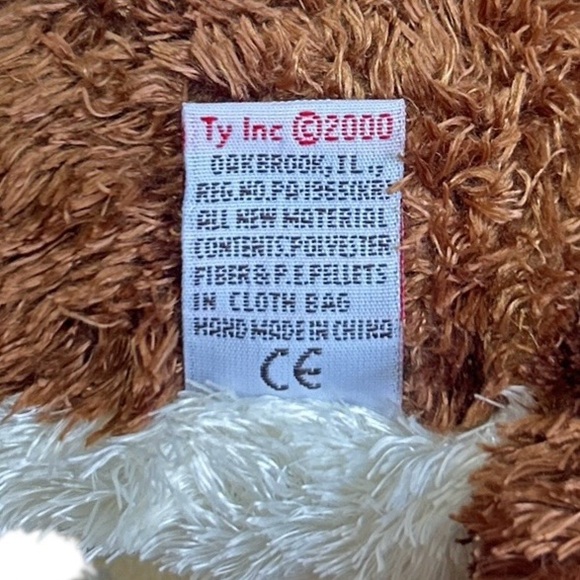 Ty Inc ©2000
OAKBROOK, IL.,
REG.NO.PA-1965(KR)
ALL NEW MATERIAL
CONTENTS:POLYESTER
FIBER & P.E.PELLETS
IN CLOTH BAG
HAND MADE IN CHINA
CE